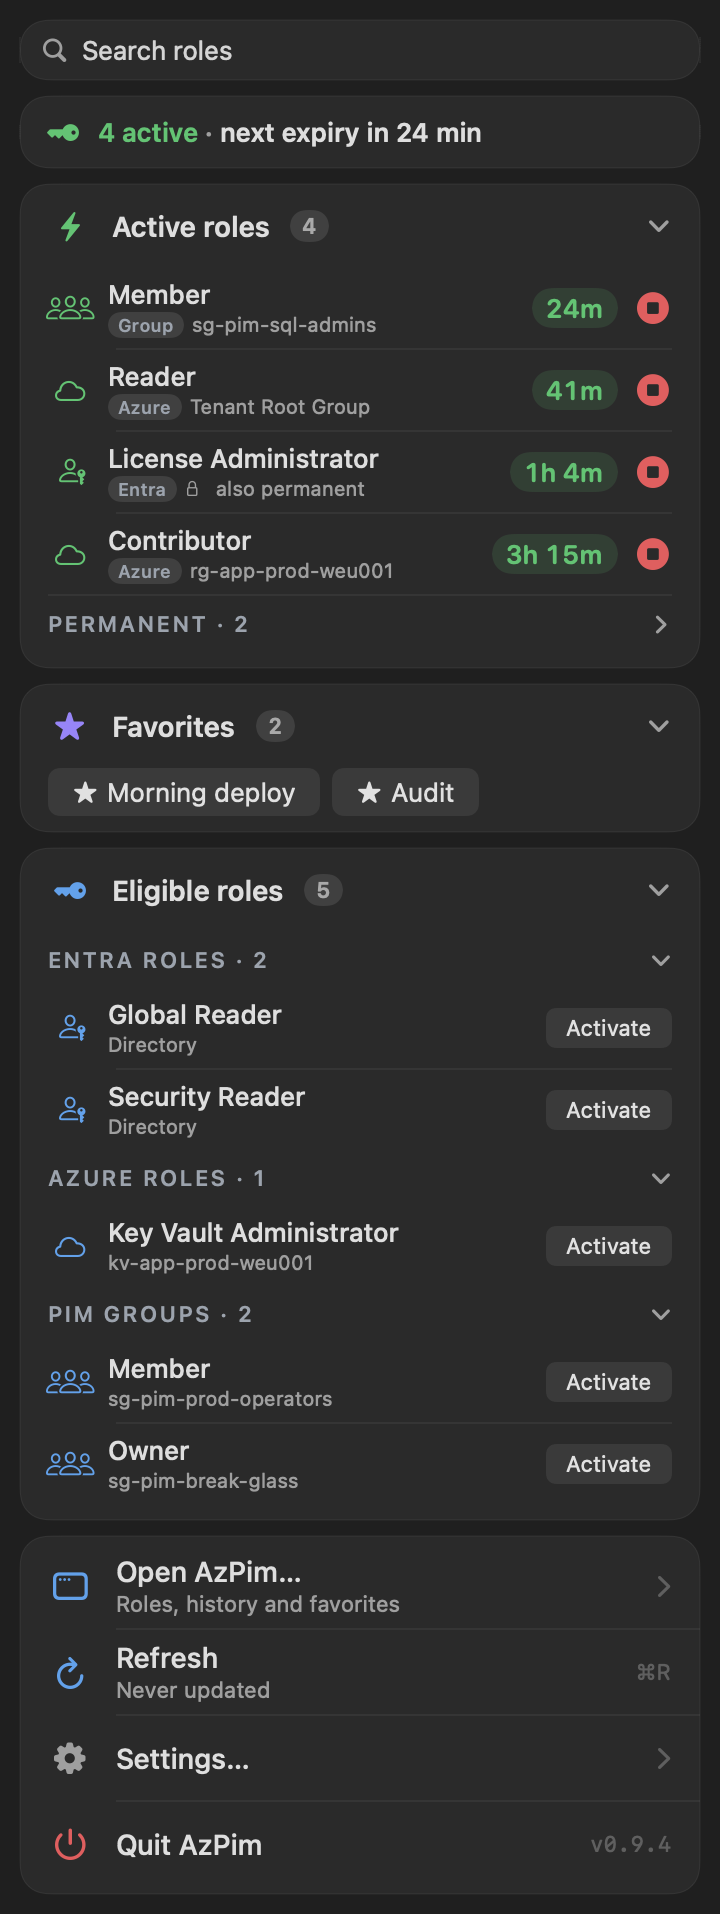 Search roles
4 active · next expiry in 24 min
Active roles 4
Member 24m
Group sg-pim-sql-admins
Reader 41m
Azure Tenant Root Group
License Administrator 1h 4m
Entra also permanent
Contributor 3h 15m
Azure rg-app-prod-weu001
PERMANENT · 2
Favorites 2
Morning deploy Audit
Eligible roles 5
ENTRA ROLES · 2
Global Reader Activate
Directory
Security Reader Activate
Directory
AZURE ROLES · 1
Key Vault Administrator Activate
kv-app-prod-weu001
PIM GROUPS · 2
Member Activate
sg-pim-prod-operators
Owner Activate
sg-pim-break-glass
Open AzPim...
Roles, history and favorites
Refresh ⌘R
Never updated
Settings...
Quit AzPim v0.9.4